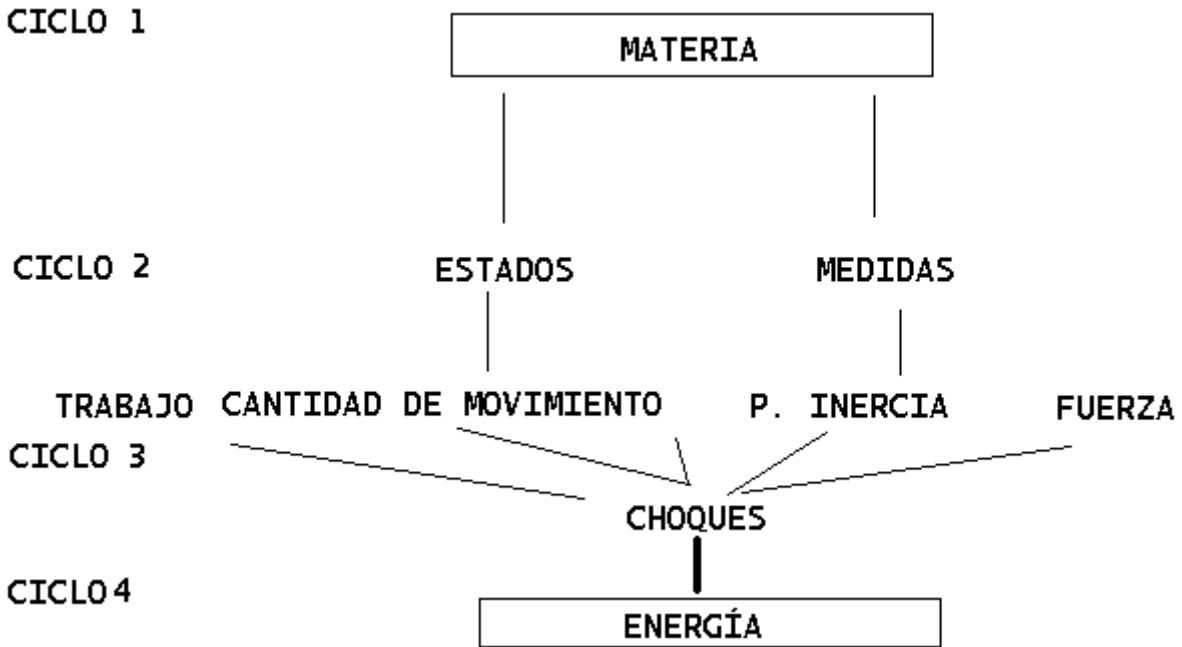 CICLO 1
MATERIA
CICLO 2
ESTADOS
MEDIDAS
TRABAJO CANTIDAD DE MOVIMIENTO P. INERCIA FUERZA
CICLO 3
CHOQUES
CICLO 4
ENERGÍA